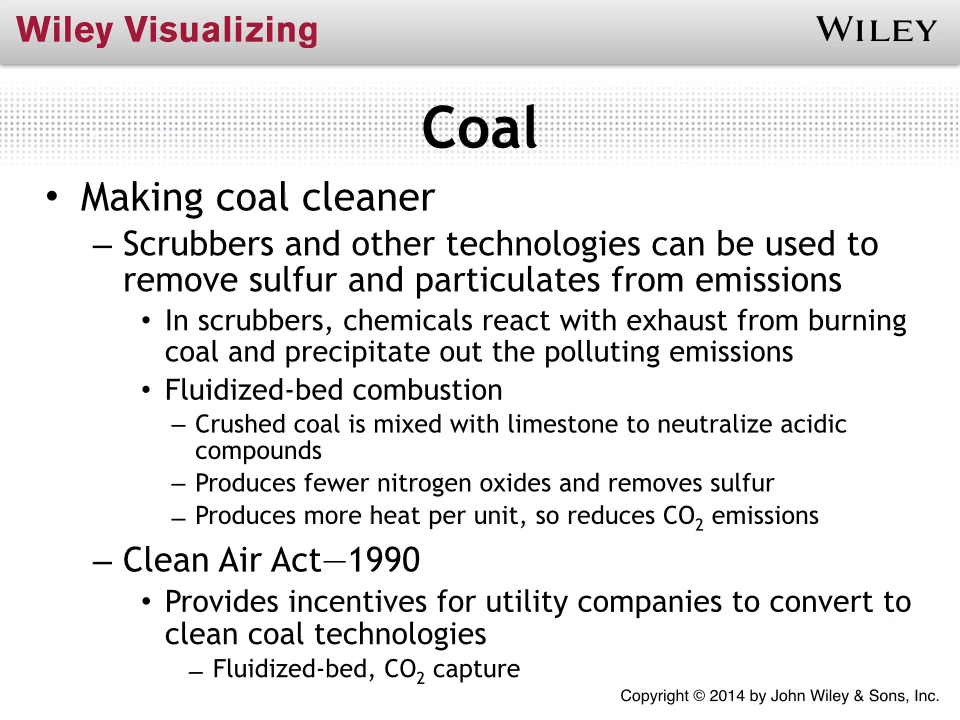 Wiley Visualizing
WILEY
Coal
• Making coal cleaner
– Scrubbers and other technologies can be used to
remove sulfur and particulates from emissions
• In scrubbers, chemicals react with exhaust from burning
coal and precipitate out the polluting emissions
• Fluidized-bed combustion
– Crushed coal is mixed with limestone to neutralize acidic
compounds
– Produces fewer nitrogen oxides and removes sulfur
– Produces more heat per unit, so reduces CO₂ emissions
– Clean Air Act—1990
• Provides incentives for utility companies to convert to
clean coal technologies
– Fluidized-bed, CO₂ capture
Copyright © 2014 by John Wiley & Sons, Inc.